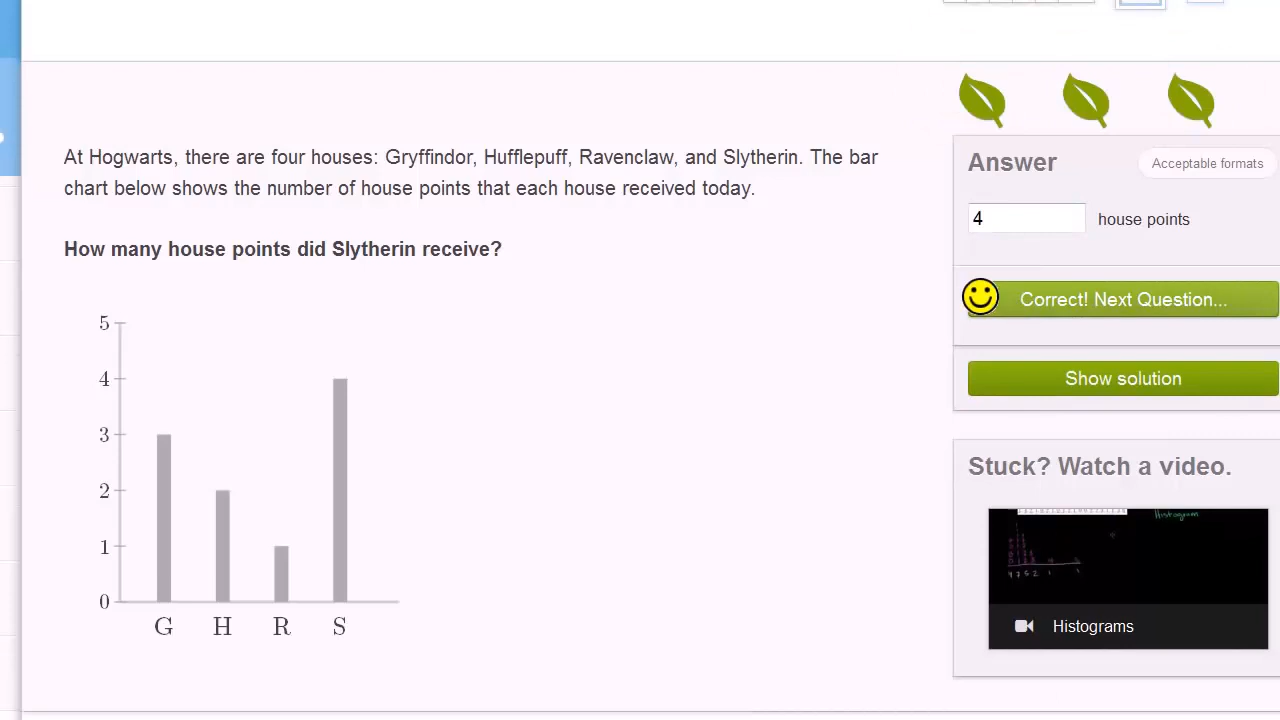 At Hogwarts, there are four houses: Gryffindor, Hufflepuff, Ravenclaw, and Slytherin. The bar
chart below shows the number of house points that each house received today.
How many house points did Slytherin receive?
5
4
3
2
1
0
G H R S
Answer
Acceptable formats
4 house points
Correct! Next Question...
Show solution
Stuck? Watch a video.
Histogram
Histograms